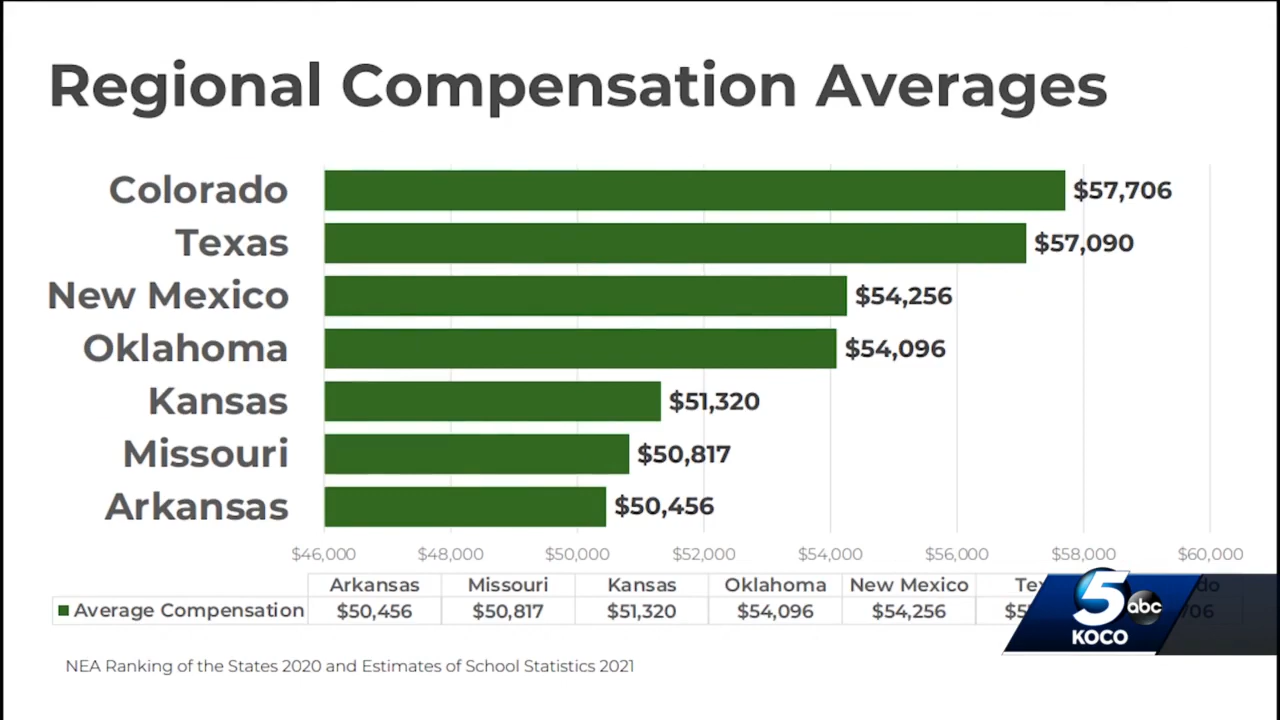 Regional Compensation Averages
Colorado $57,706
Texas $57,090
New Mexico $54,256
Oklahoma $54,096
Kansas $51,320
Missouri $50,817
Arkansas $50,456
$46,000 $48,000 $50,000 $52,000 $54,000 $56,000 $58,000 $60,000
Arkansas Missouri Kansas Oklahoma New Mexico
Average Compensation $50,456 $50,817 $51,320 $54,096 $54,256
5 abc
KOCO
NEA Ranking of the States 2020 and Estimates of School Statistics 2021